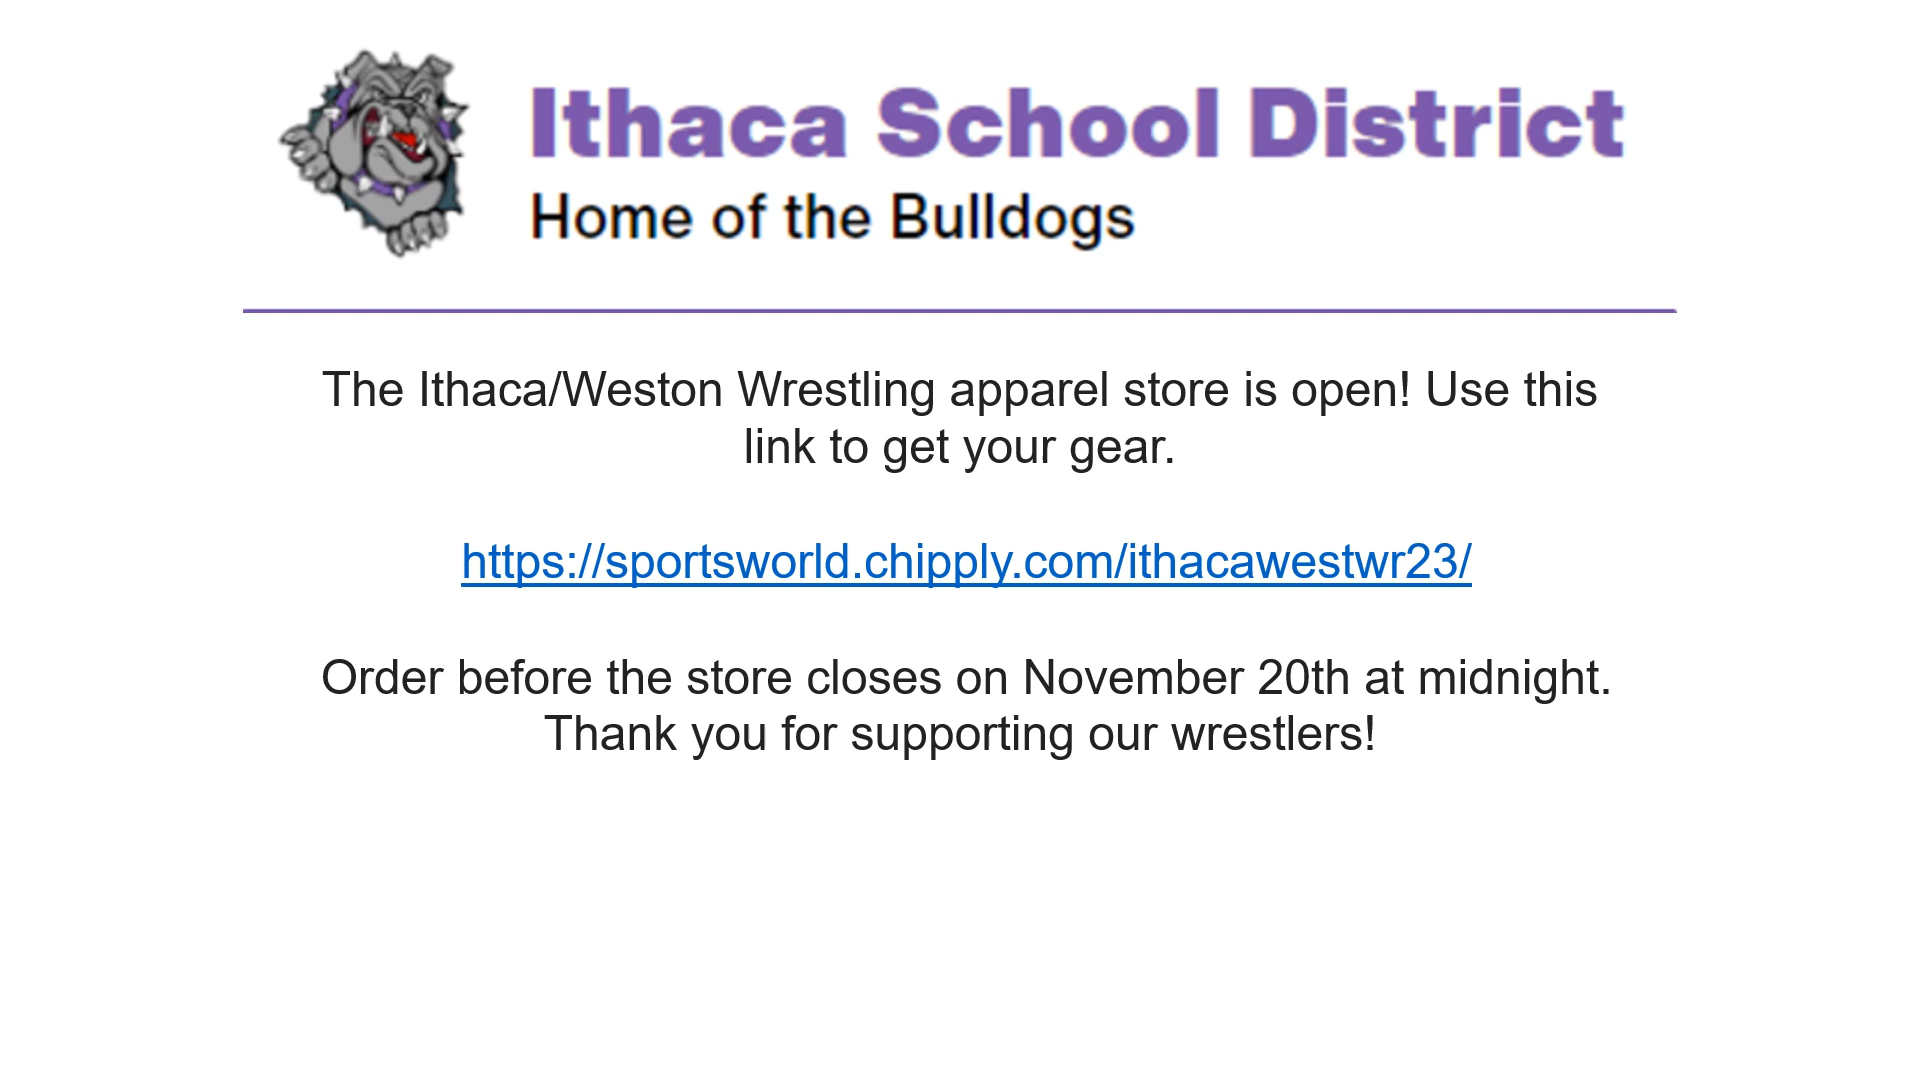 Ithaca School District
Home of the Bulldogs
The Ithaca/Weston Wrestling apparel store is open! Use this
link to get your gear.
https://sportsworld.chipply.com/ithacawestwr23/
Order before the store closes on November 20th at midnight.
Thank you for supporting our wrestlers!